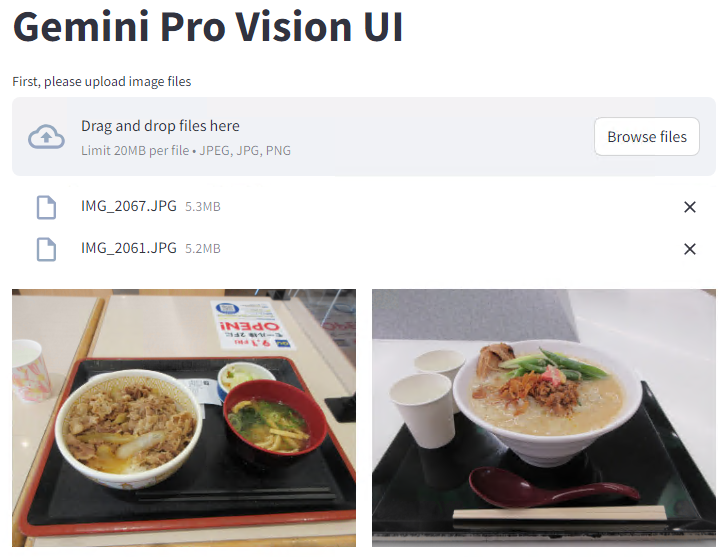 Gemini Pro Vision UI
First, please upload image files
Drag and drop files here
Limit 20MB per file • JPEG, JPG, PNG
Browse files
IMG_2067.JPG 5.3MB
IMG_2061.JPG 5.2MB
OPEN!